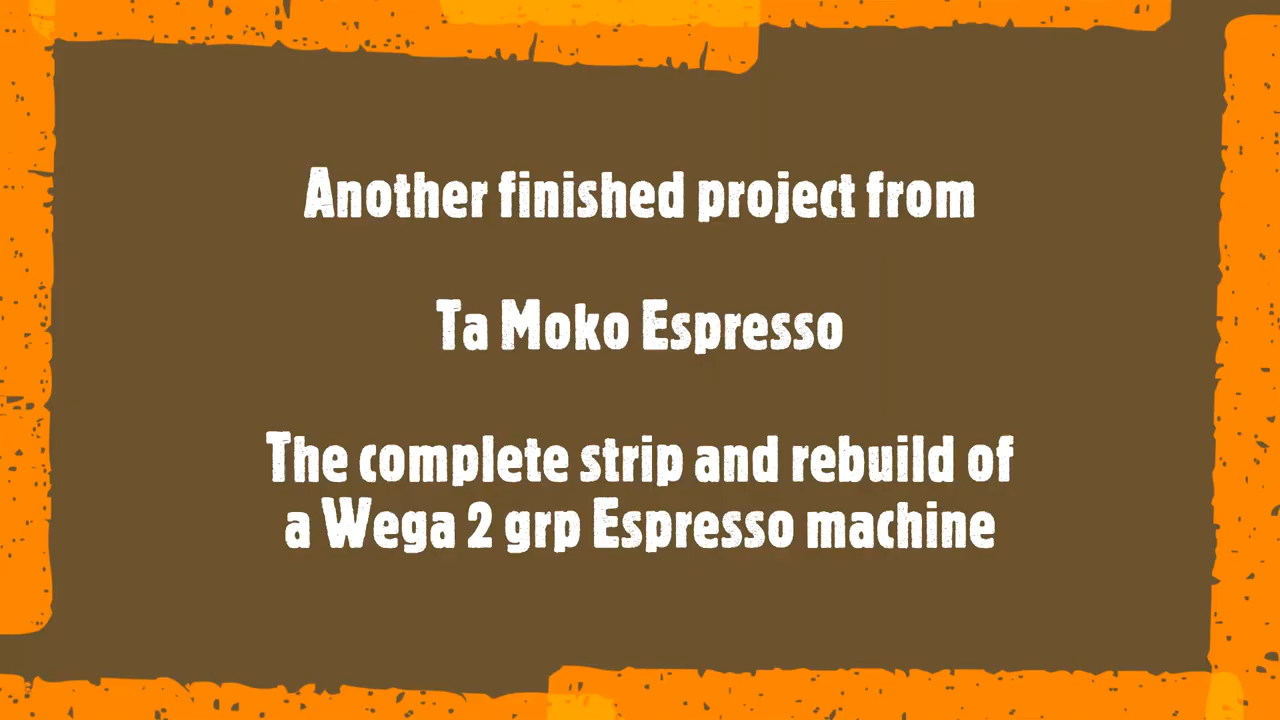 Another finished project from
Ta Moko Espresso
The complete strip and rebuild of
a Wega 2 grp Espresso machine